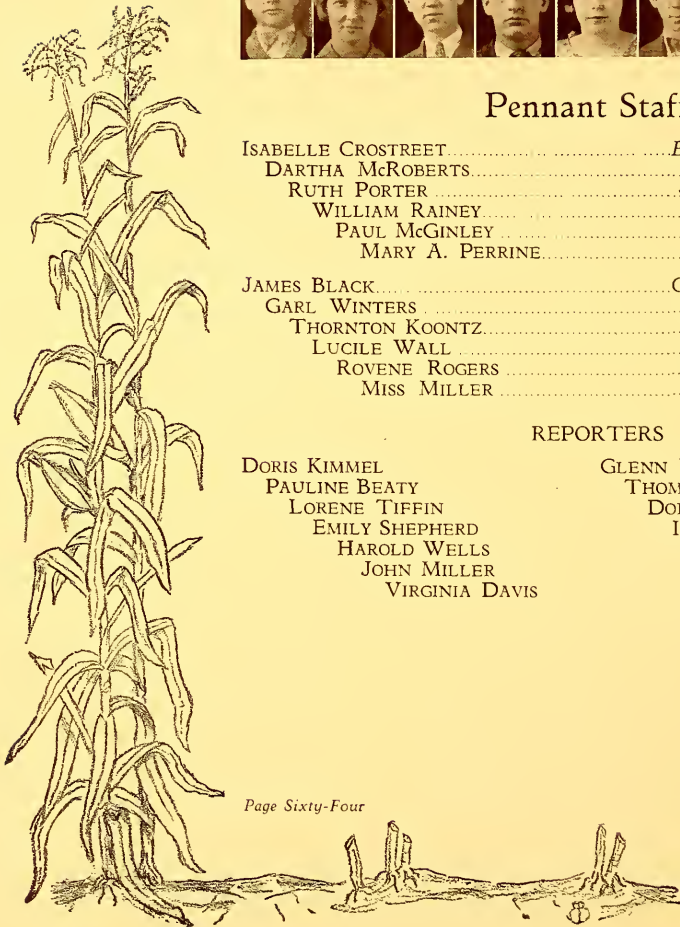 Pennant Staff
ISABELLE CROSTREET
DARTHA McROBERTS
RUTH PORTER
WILLIAM RAINEY
PAUL McGINLEY
MARY A. PERRINE
JAMES BLACK
GARL WINTERS
THORNTON KOONTZ
LUCILE WALL
ROVENE ROGERS
MISS MILLER
REPORTERS
DORIS KIMMEL GLENN
PAULINE BEATY
LORENE TIFFIN
EMILY SHEPHERD
HAROLD WELLS
JOHN MILLER
VIRGINIA DAVIS
Page Sixty-Four